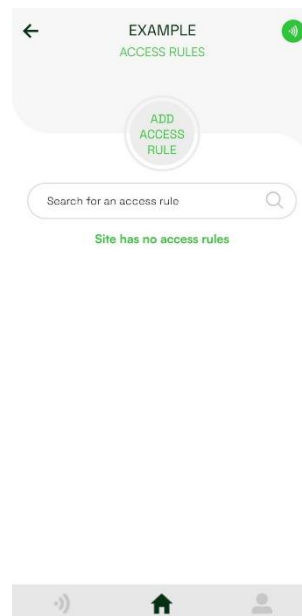 EXAMPLE
ACCESS RULES
ADD
ACCESS
RULE
Search for an access rule
Site has no access rules